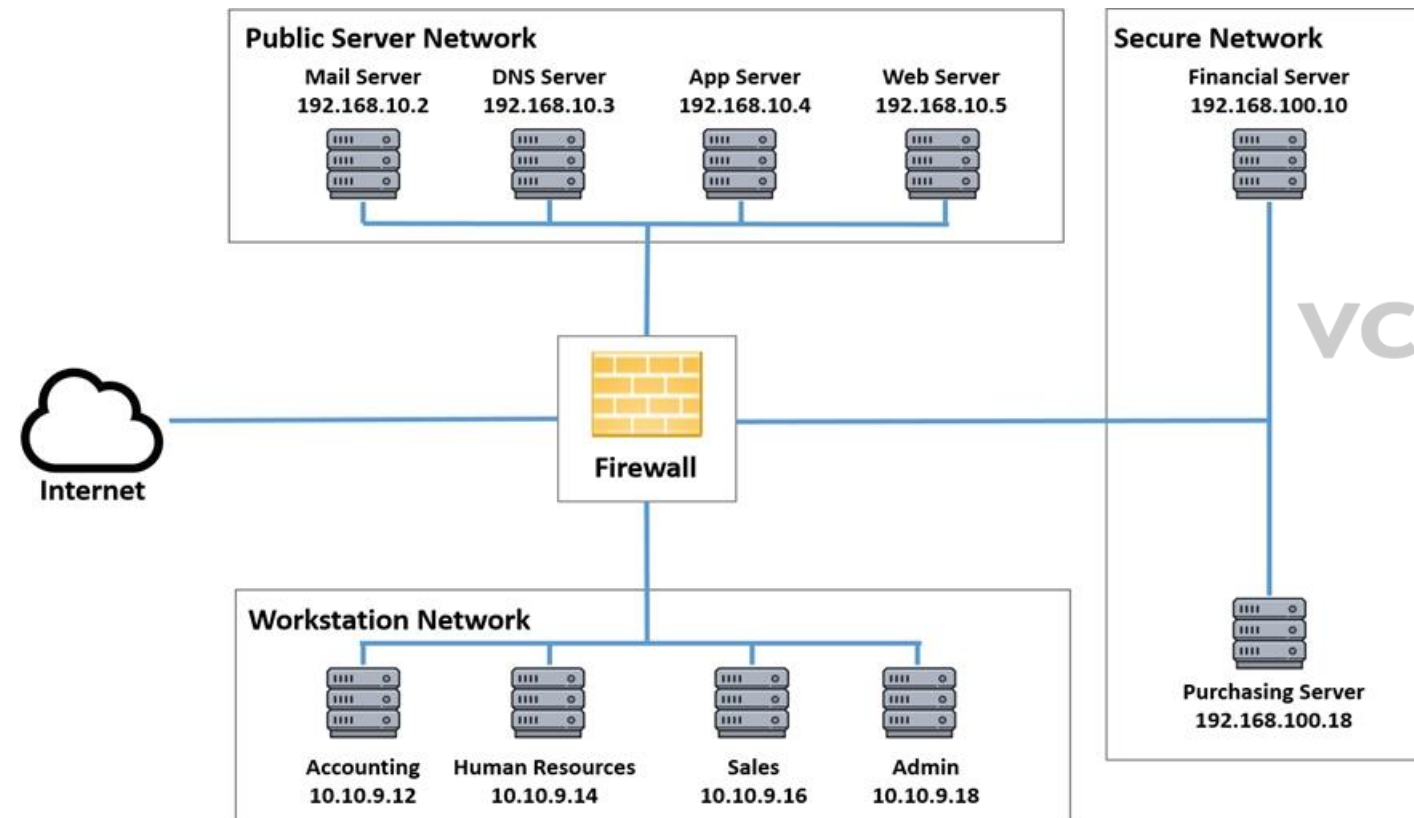 Public Server Network
Mail Server
192.168.10.2
DNS Server
192.168.10.3
App Server
192.168.10.4
Web Server
192.168.10.5
Secure Network
Financial Server
192.168.100.10
VC
Internet
Firewall
Workstation Network
Accounting
10.10.9.12
Human Resources
10.10.9.14
Sales
10.10.9.16
Admin
10.10.9.18
Purchasing Server
192.168.100.18